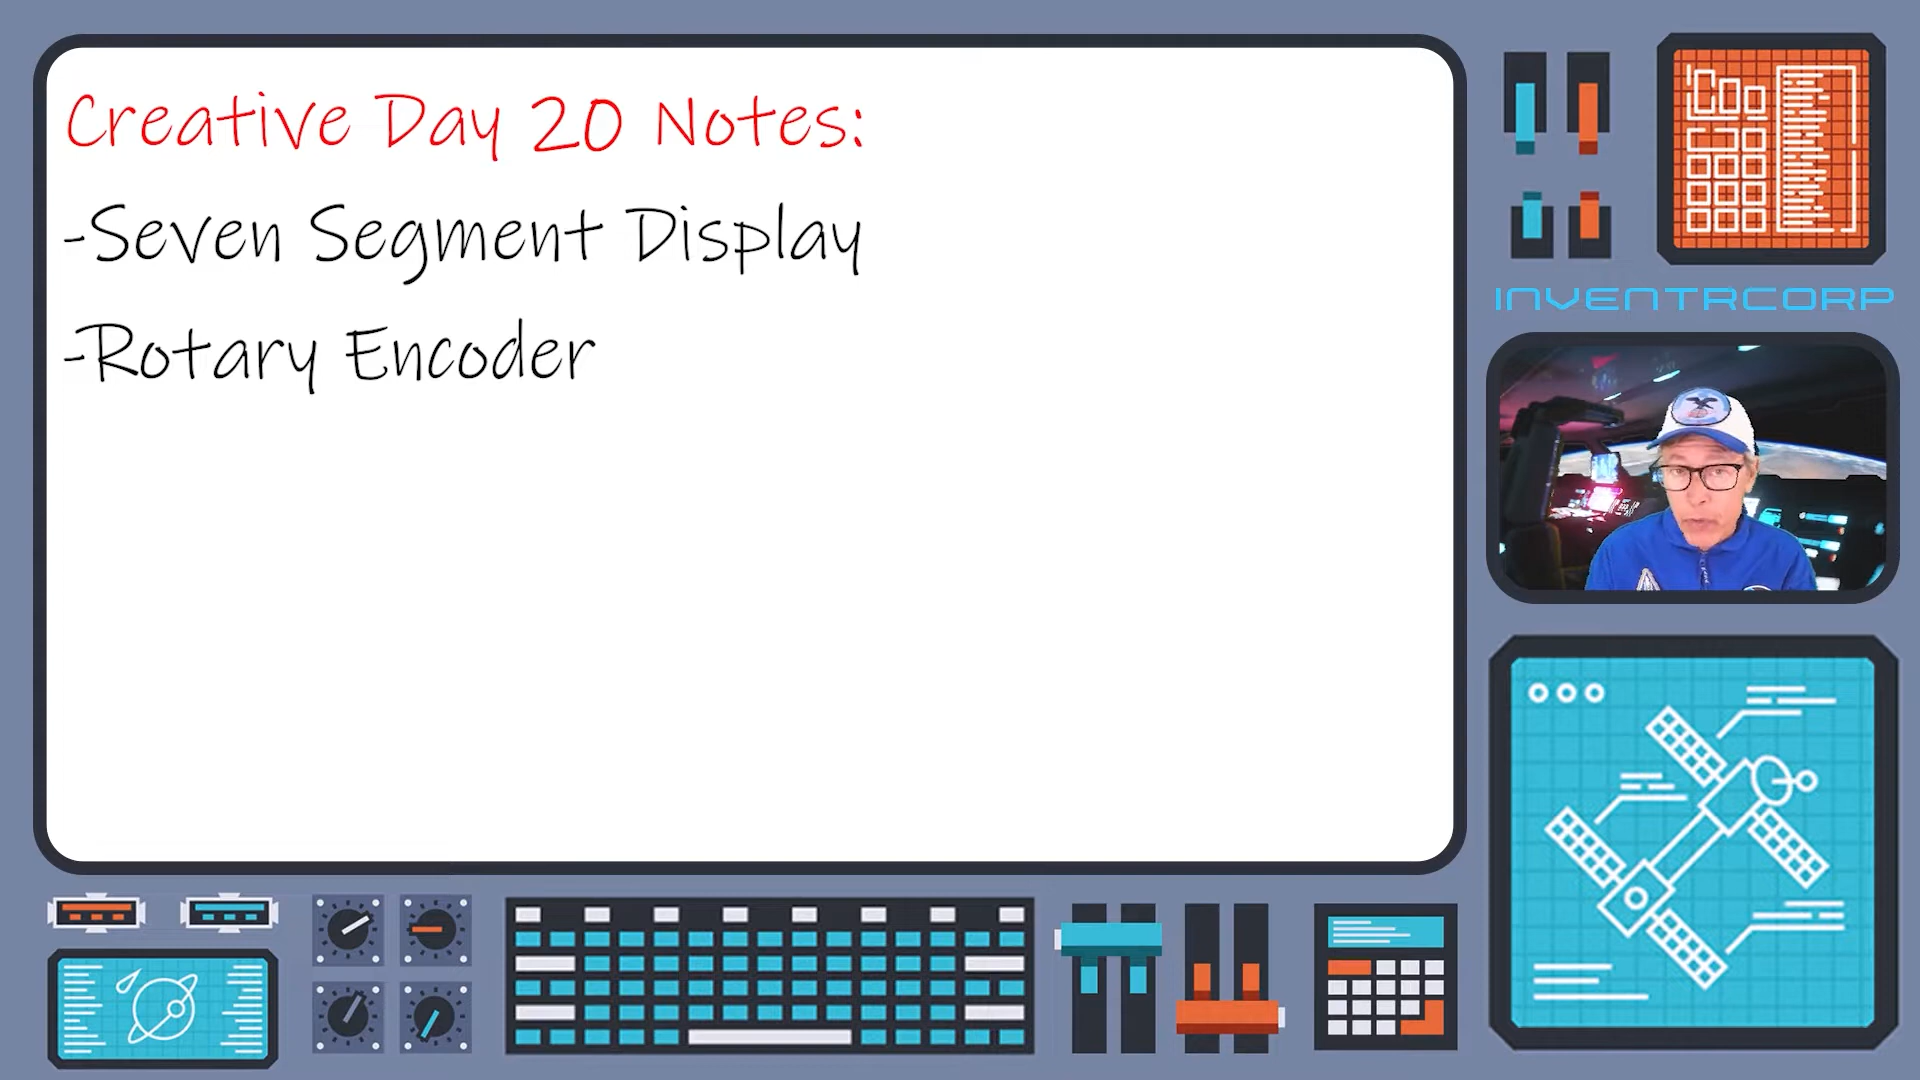 Creative Day 20 Notes:
-Seven Segment Display
-Rotary Encoder
INVENTRCORP